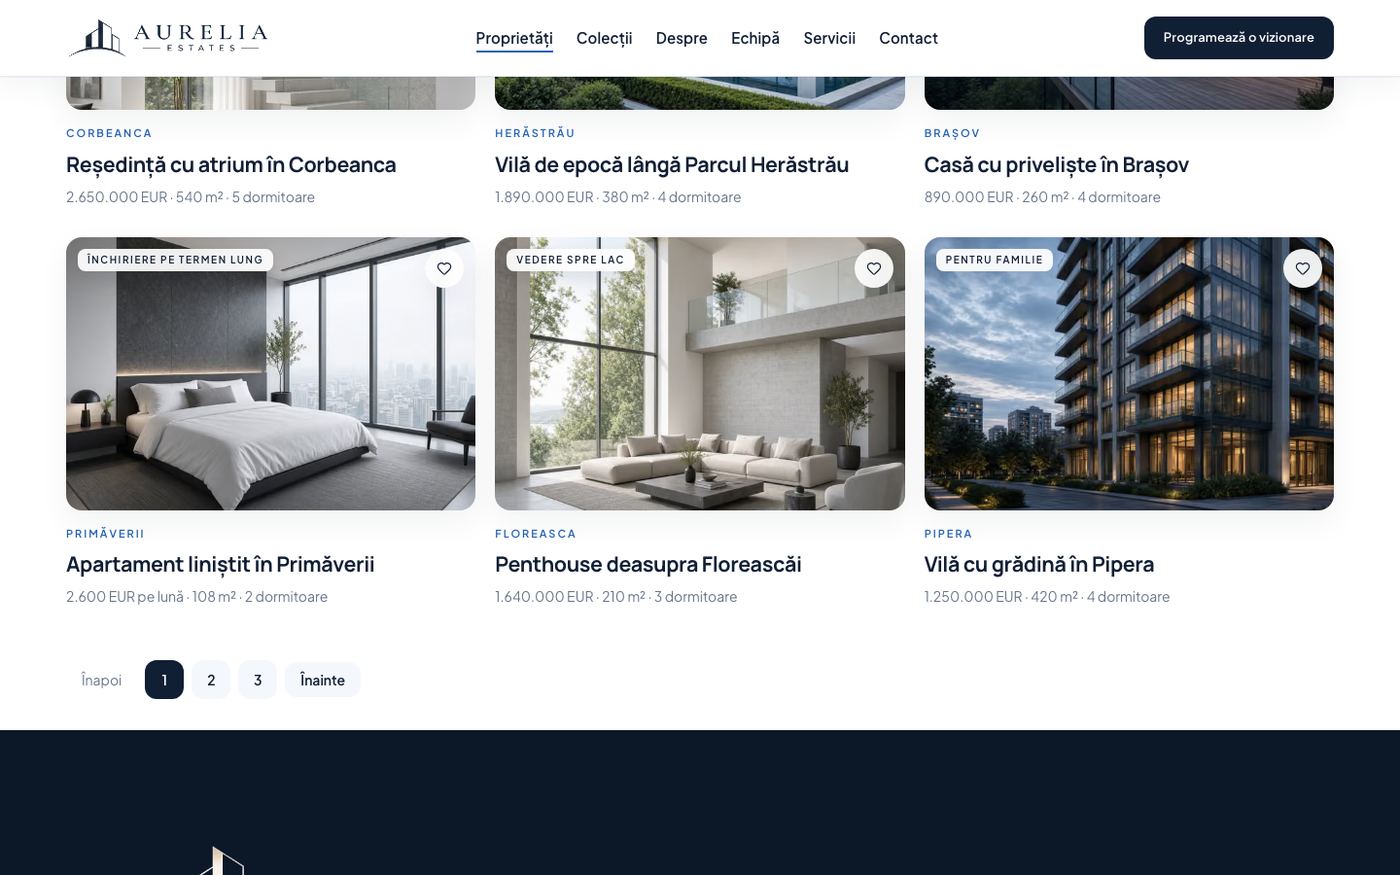 AURELIA
ESTATES
Proprietăți
Colecții
Despre
Echipă
Servicii
Contact
Programează o vizionare
CORBEANCA
Reședință cu atrium în Corbeanca
2.650.000 EUR · 540 m² · 5 dormitoare
HERĂSTRĂU
Vilă de epocă lângă Parcul Herăstrău
1.890.000 EUR · 380 m² · 4 dormitoare
BRAȘOV
Casă cu priveliște în Brașov
890.000 EUR · 260 m² · 4 dormitoare
ÎNCHIRIERE PE TERMEN LUNG
PRIMĂVERII
Apartament liniștit în Primăverii
2.600 EUR pe lună · 108 m² · 2 dormitoare
VEDERE SPRE LAC
FLOREASCA
Penthouse deasupra Floreascăi
1.640.000 EUR · 210 m² · 3 dormitoare
PENTRU FAMILIE
PIPERA
Vilă cu grădină în Pipera
1.250.000 EUR · 420 m² · 4 dormitoare
Înapoi
1
2
3
Înainte